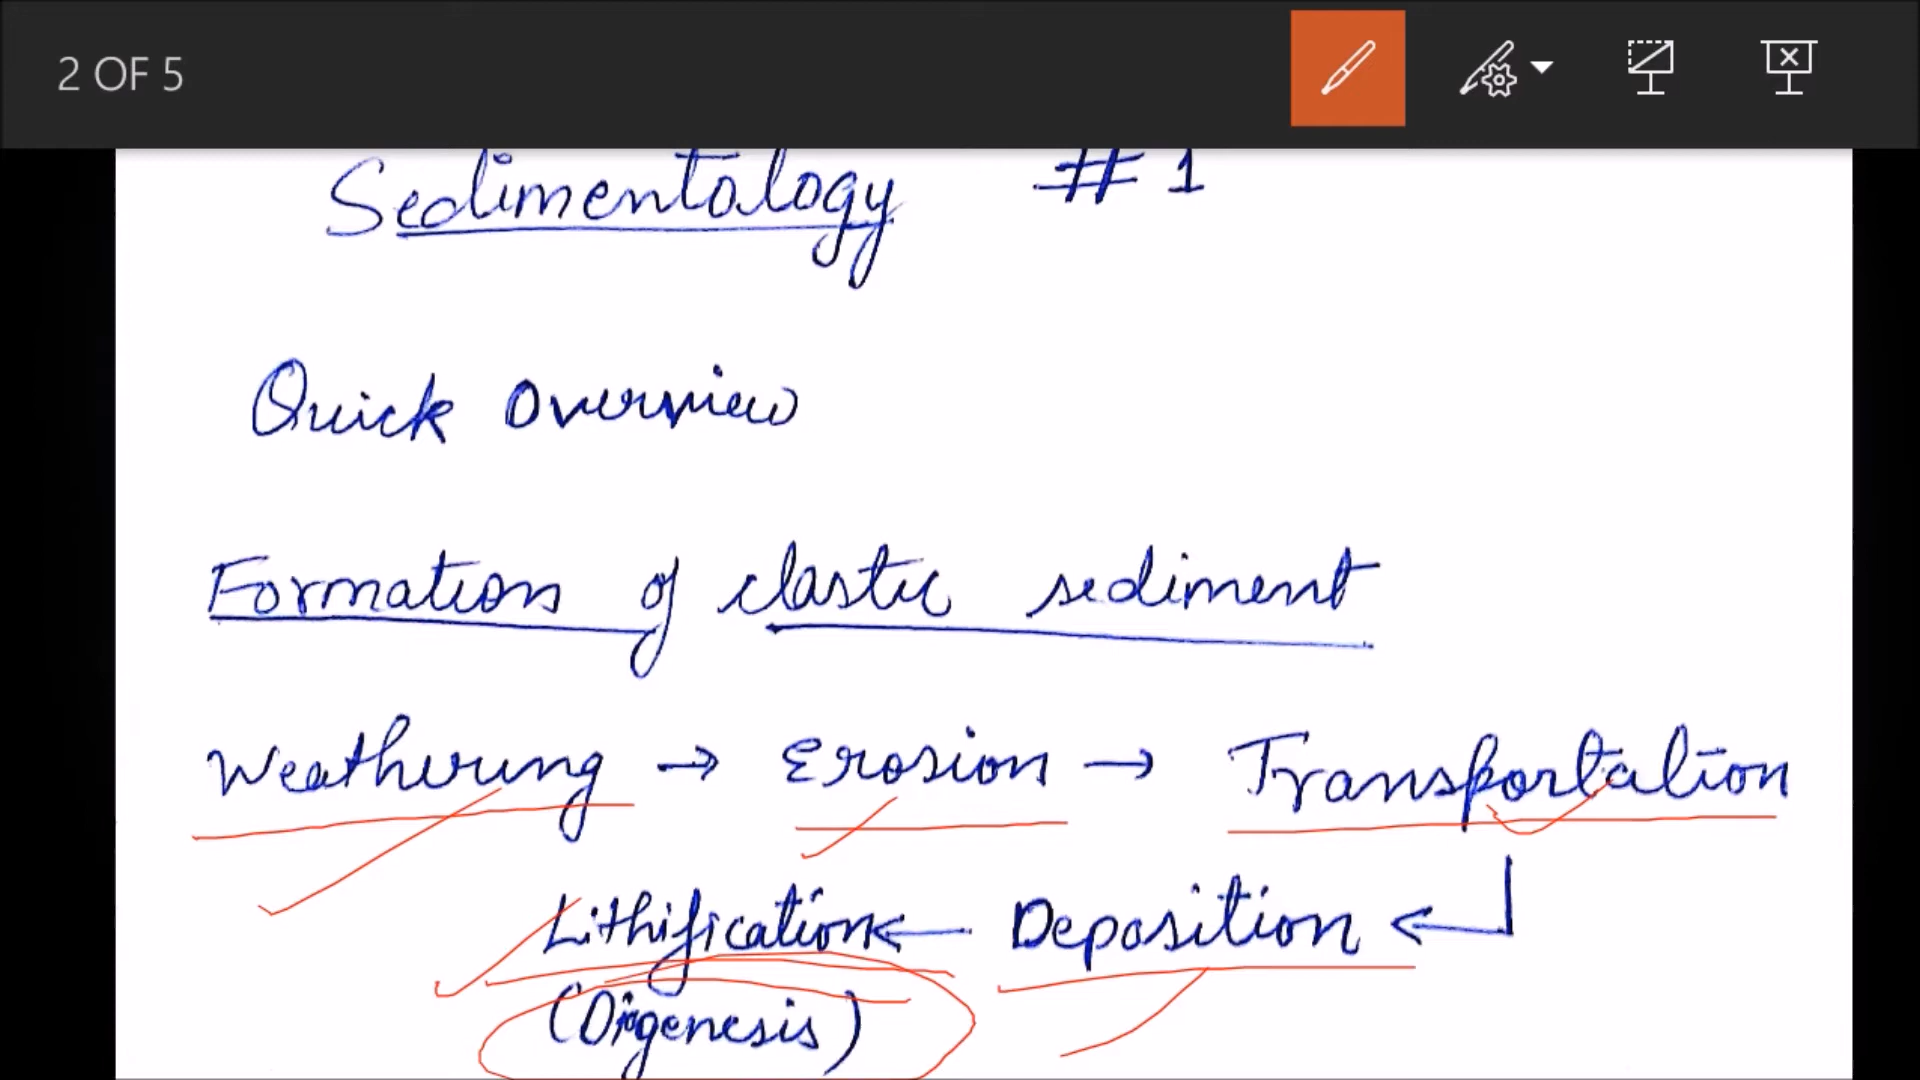 2 OF 5
Sedimentology # 1
Quick Overview
Formation of clastic sediment
Weathering → Erosion → Transportation
Lithification ← Deposition ←
(Diagenesis)